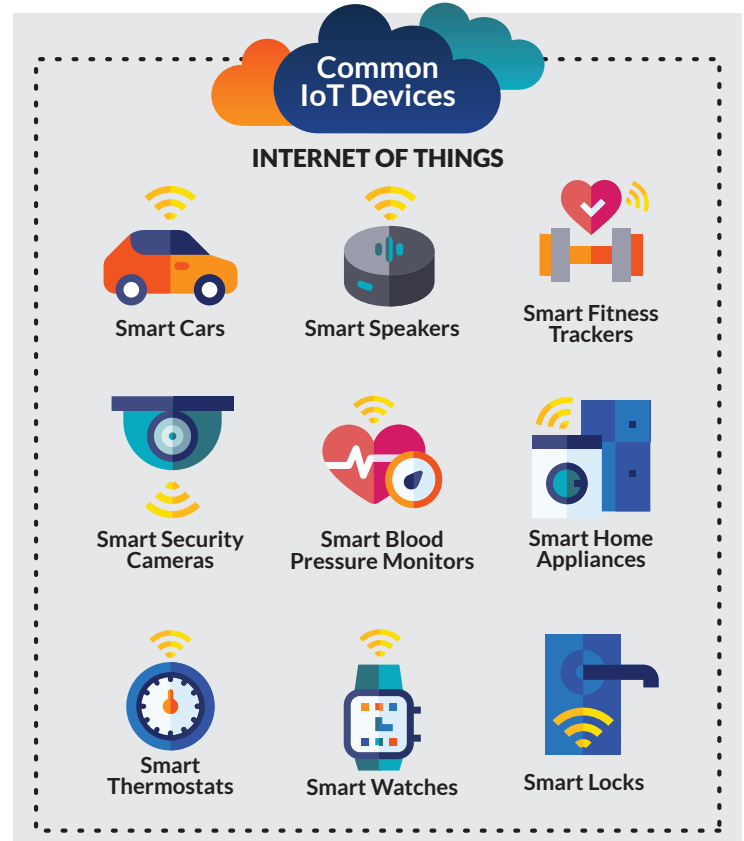 Common
IoT Devices
INTERNET OF THINGS
Smart Cars
Smart Speakers
Smart Fitness
Trackers
Smart Security
Cameras
Smart Blood
Pressure Monitors
Smart Home
Appliances
Smart
Thermostats
Smart Watches
Smart Locks